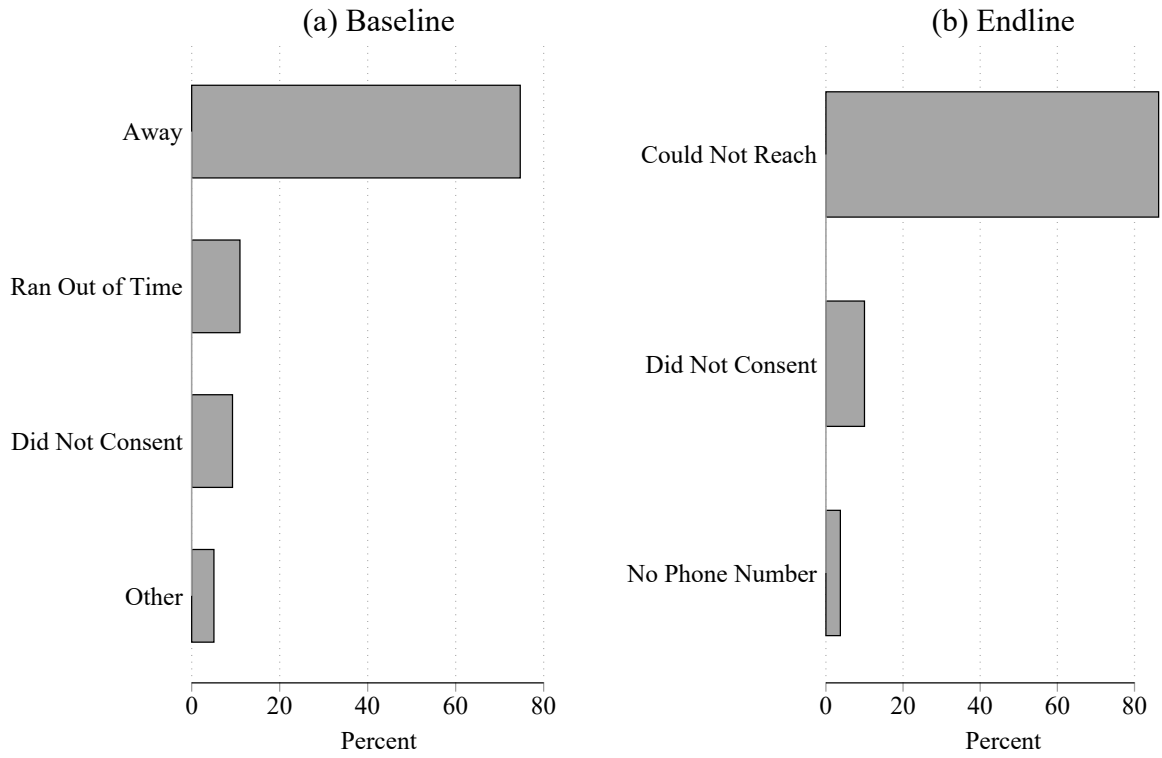 (a) Baseline
Away
Ran Out of Time
Did Not Consent
Other
0 20 40 60 80
Percent
(b) Endline
Could Not Reach
Did Not Consent
No Phone Number
0 20 40 60 80
Percent